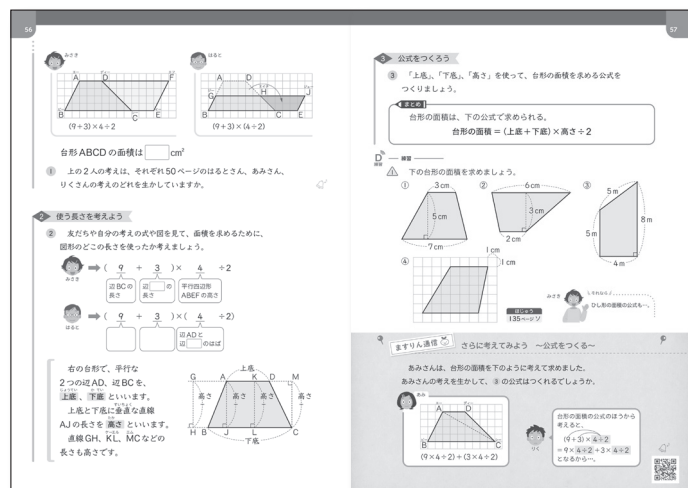 56
みさき
A D F
B C E
(9+3)×4÷2
はると
A D
G H J
B C E
(9+3)×(4÷2)
台形ABCDの面積は cm²
① 上の2人の考えは、それぞれ50ページのはるとさん、あみさん、
りくさんの考えのどれを生かしていますか。
2 使う長さを考えよう
② 友だちや自分の考えの式や図を見て、面積を求めるために、
図形のどこの長さを使ったか考えましょう。
みさき
( 9 + 3 )× 4 ÷2
辺BCの長さ
辺 の長さ
平行四辺形ABEFの高さ
はると
( 9 + 3 )×( 4 ÷2)
辺ADと辺 のはば
右の台形で、平行な
2つの辺AD、辺BCを、
上底、下底といいます。
上底と下底に垂直な直線
AJの長さを高さといいます。
直線GH、KL、MCなどの
長さも高さです。
上底
G A K D M
高さ 高さ 高さ 高さ
H B J L C
下底
57
3 公式をつくろう
③ 「上底」、「下底」、「高さ」を使って、台形の面積を求める公式を
つくりましょう。
まとめ
台形の面積は、下の公式で求められる。
台形の面積=(上底+下底)×高さ÷2
練習
1 下の台形の面積を求めましょう。
① 3cm 5cm 7cm
② 6cm 3cm 2cm
③ 5m 8m 5m 4m
④ 1cm 1cm
ほじゅう
135ページ
みさき
ひし形の面積の公式も…。
ますりん通信 さらに考えてみよう ~公式をつくる~
あみさんは、台形の面積を下のように考えて求めました。
あみさんの考えを生かして、③の公式はつくれるでしょうか。
あみ
A D
B C
(9×4÷2)+(3×4÷2)
りく
台形の面積の公式のほうから
考えると、
(9+3)×4÷2
=9×4÷2+3×4÷2
となるから…。